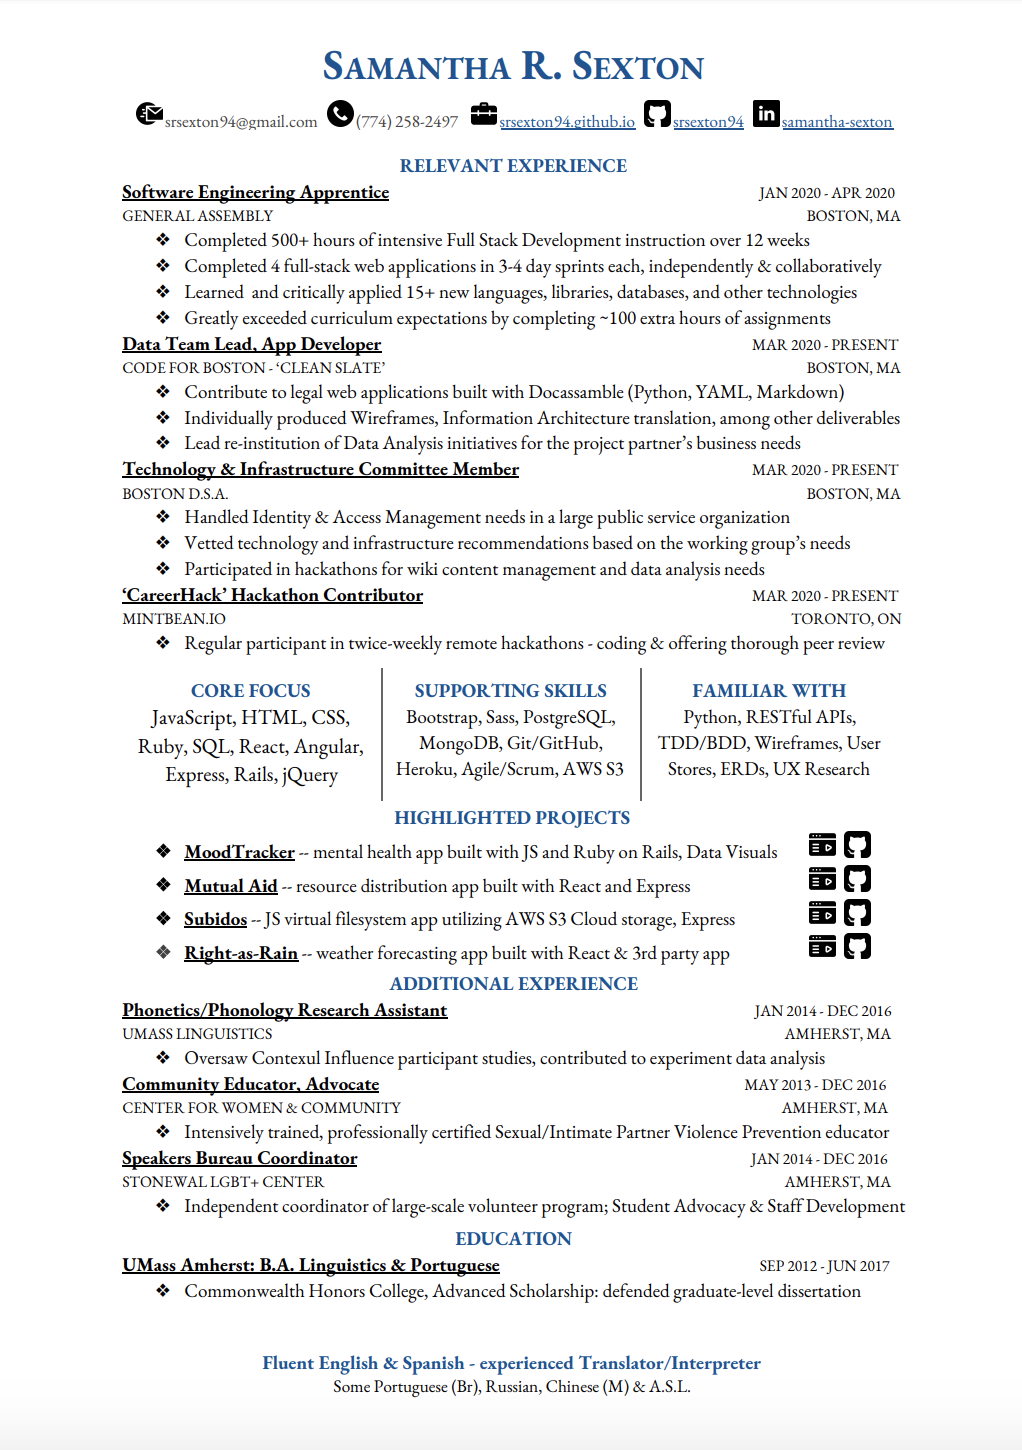 SAMANTHA R. SEXTON
srsexton94@gmail.com (774) 258-2497 srsexton94.github.io srsexton94 in samantha-sexton
RELEVANT EXPERIENCE
Software Engineering Apprentice JAN 2020 - APR 2020
GENERAL ASSEMBLY BOSTON, MA
❖ Completed 500+ hours of intensive Full Stack Development instruction over 12 weeks
❖ Completed 4 full-stack web applications in 3-4 day sprints each, independently & collaboratively
❖ Learned and critically applied 15+ new languages, libraries, databases, and other technologies
❖ Greatly exceeded curriculum expectations by completing ~100 extra hours of assignments
Data Team Lead, App Developer MAR 2020 - PRESENT
CODE FOR BOSTON - ‘CLEAN SLATE’ BOSTON, MA
❖ Contribute to legal web applications built with Docassamble (Python, YAML, Markdown)
❖ Individually produced Wireframes, Information Architecture translation, among other deliverables
❖ Lead re-institution of Data Analysis initiatives for the project partner’s business needs
Technology & Infrastructure Committee Member MAR 2020 - PRESENT
BOSTON D.S.A. BOSTON, MA
❖ Handled Identity & Access Management needs in a large public service organization
❖ Vetted technology and infrastructure recommendations based on the working group’s needs
❖ Participated in hackathons for wiki content management and data analysis needs
‘CareerHack’ Hackathon Contributor MAR 2020 - PRESENT
MINTBEAN.IO TORONTO, ON
❖ Regular participant in twice-weekly remote hackathons - coding & offering thorough peer review
CORE FOCUS
JavaScript, HTML, CSS,
Ruby, SQL, React, Angular,
Express, Rails, jQuery
SUPPORTING SKILLS
Bootstrap, Sass, PostgreSQL,
MongoDB, Git/GitHub,
Heroku, Agile/Scrum, AWS S3
FAMILIAR WITH
Python, RESTful APIs,
TDD/BDD, Wireframes, User
Stores, ERDs, UX Research
HIGHLIGHTED PROJECTS
❖ MoodTracker -- mental health app built with JS and Ruby on Rails, Data Visuals
❖ Mutual Aid -- resource distribution app built with React and Express
❖ Subidos -- JS virtual filesystem app utilizing AWS S3 Cloud storage, Express
❖ Right-as-Rain -- weather forecasting app built with React & 3rd party app
ADDITIONAL EXPERIENCE
Phonetics/Phonology Research Assistant JAN 2014 - DEC 2016
UMASS LINGUISTICS AMHERST, MA
❖ Oversaw Contexul Influence participant studies, contributed to experiment data analysis
Community Educator, Advocate MAY 2013 - DEC 2016
CENTER FOR WOMEN & COMMUNITY AMHERST, MA
❖ Intensively trained, professionally certified Sexual/Intimate Partner Violence Prevention educator
Speakers Bureau Coordinator JAN 2014 - DEC 2016
STONEWAL LGBT+ CENTER AMHERST, MA
❖ Independent coordinator of large-scale volunteer program; Student Advocacy & Staff Development
EDUCATION
UMass Amherst: B.A. Linguistics & Portuguese SEP 2012 - JUN 2017
❖ Commonwealth Honors College, Advanced Scholarship: defended graduate-level dissertation
Fluent English & Spanish - experienced Translator/Interpreter
Some Portuguese (Br), Russian, Chinese (M) & A.S.L.